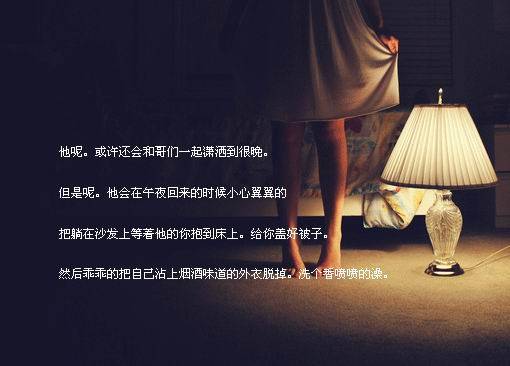 他呢。或许还会和哥们一起潇洒到很晚。
但是呢。他会在午夜回来的时候小心翼翼的
把躺在沙发上等着他的你抱到床上。给你盖好被子。
然后乖乖的把自己沾上烟酒味道的外衣脱掉。洗个香喷喷的澡。